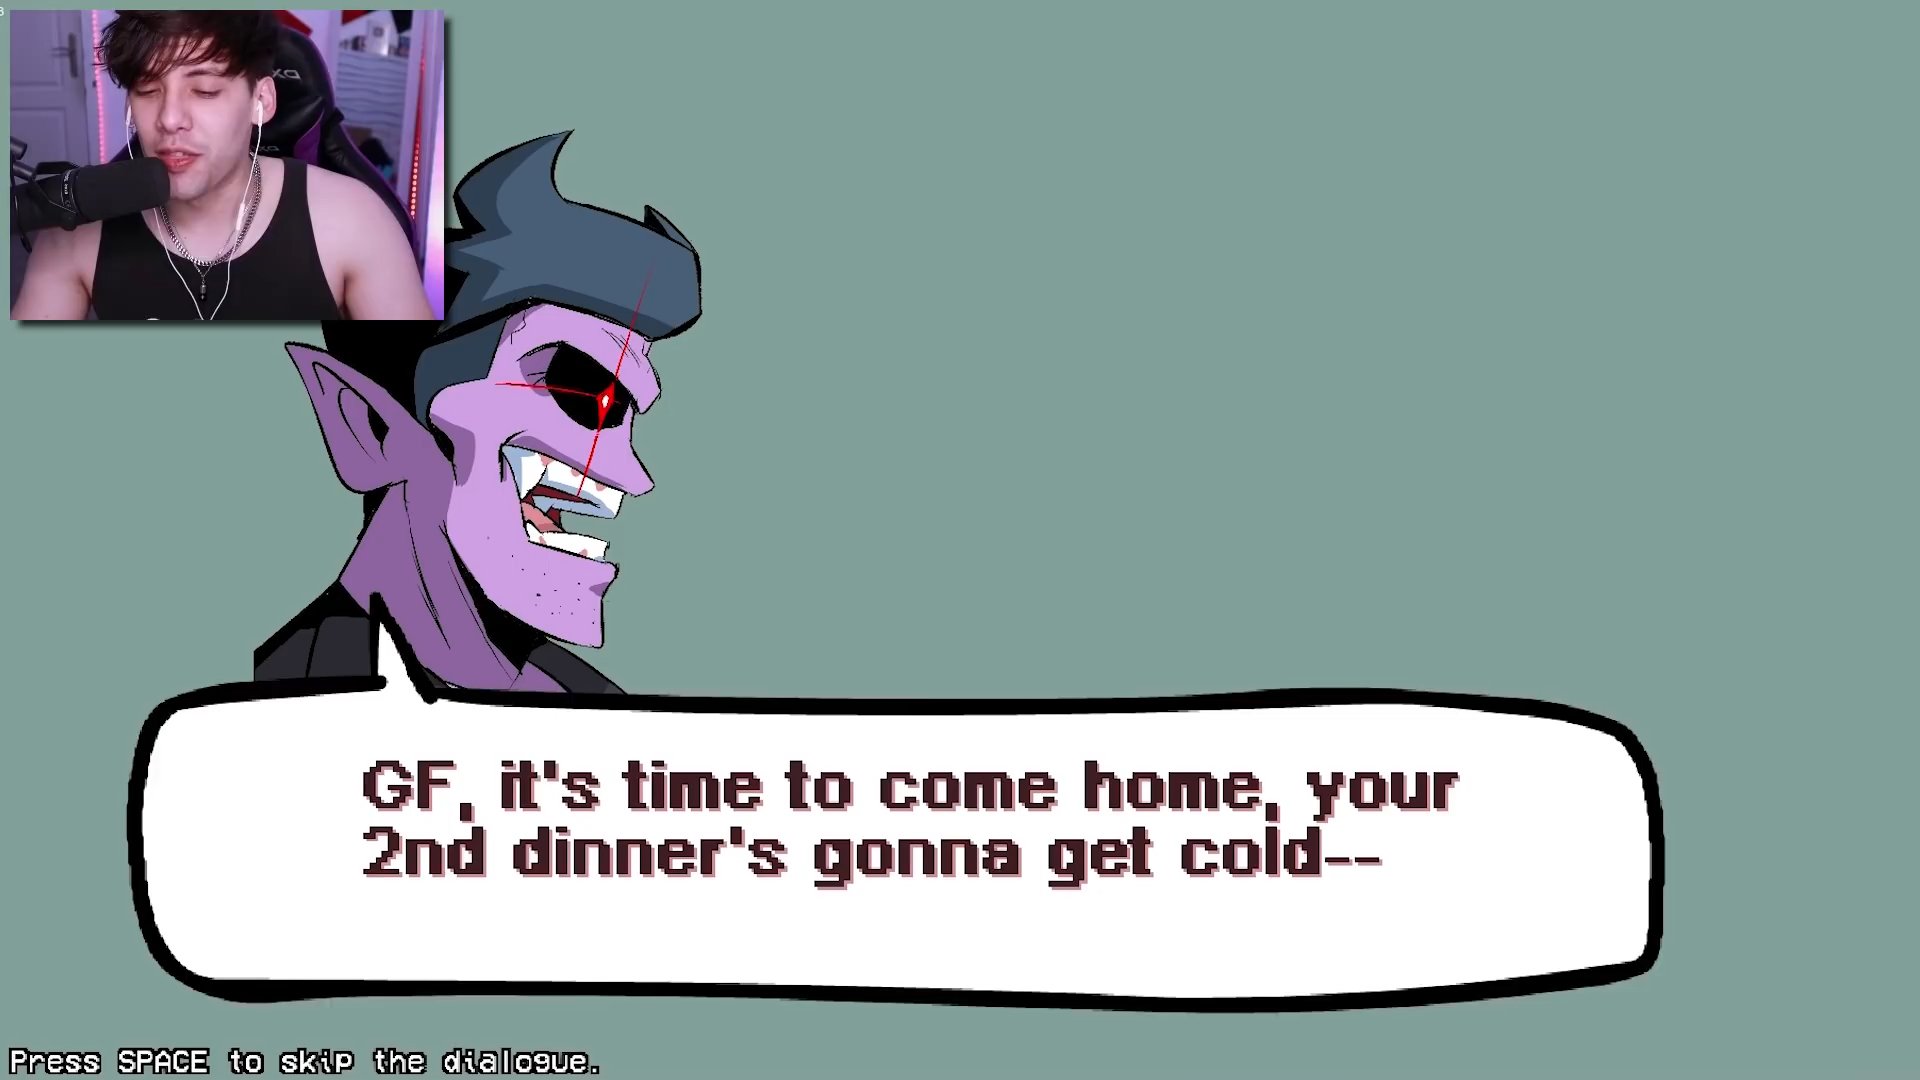 GF, it's time to come home, your
2nd dinner's gonna get cold--
Press SPACE to skip the dialogue.